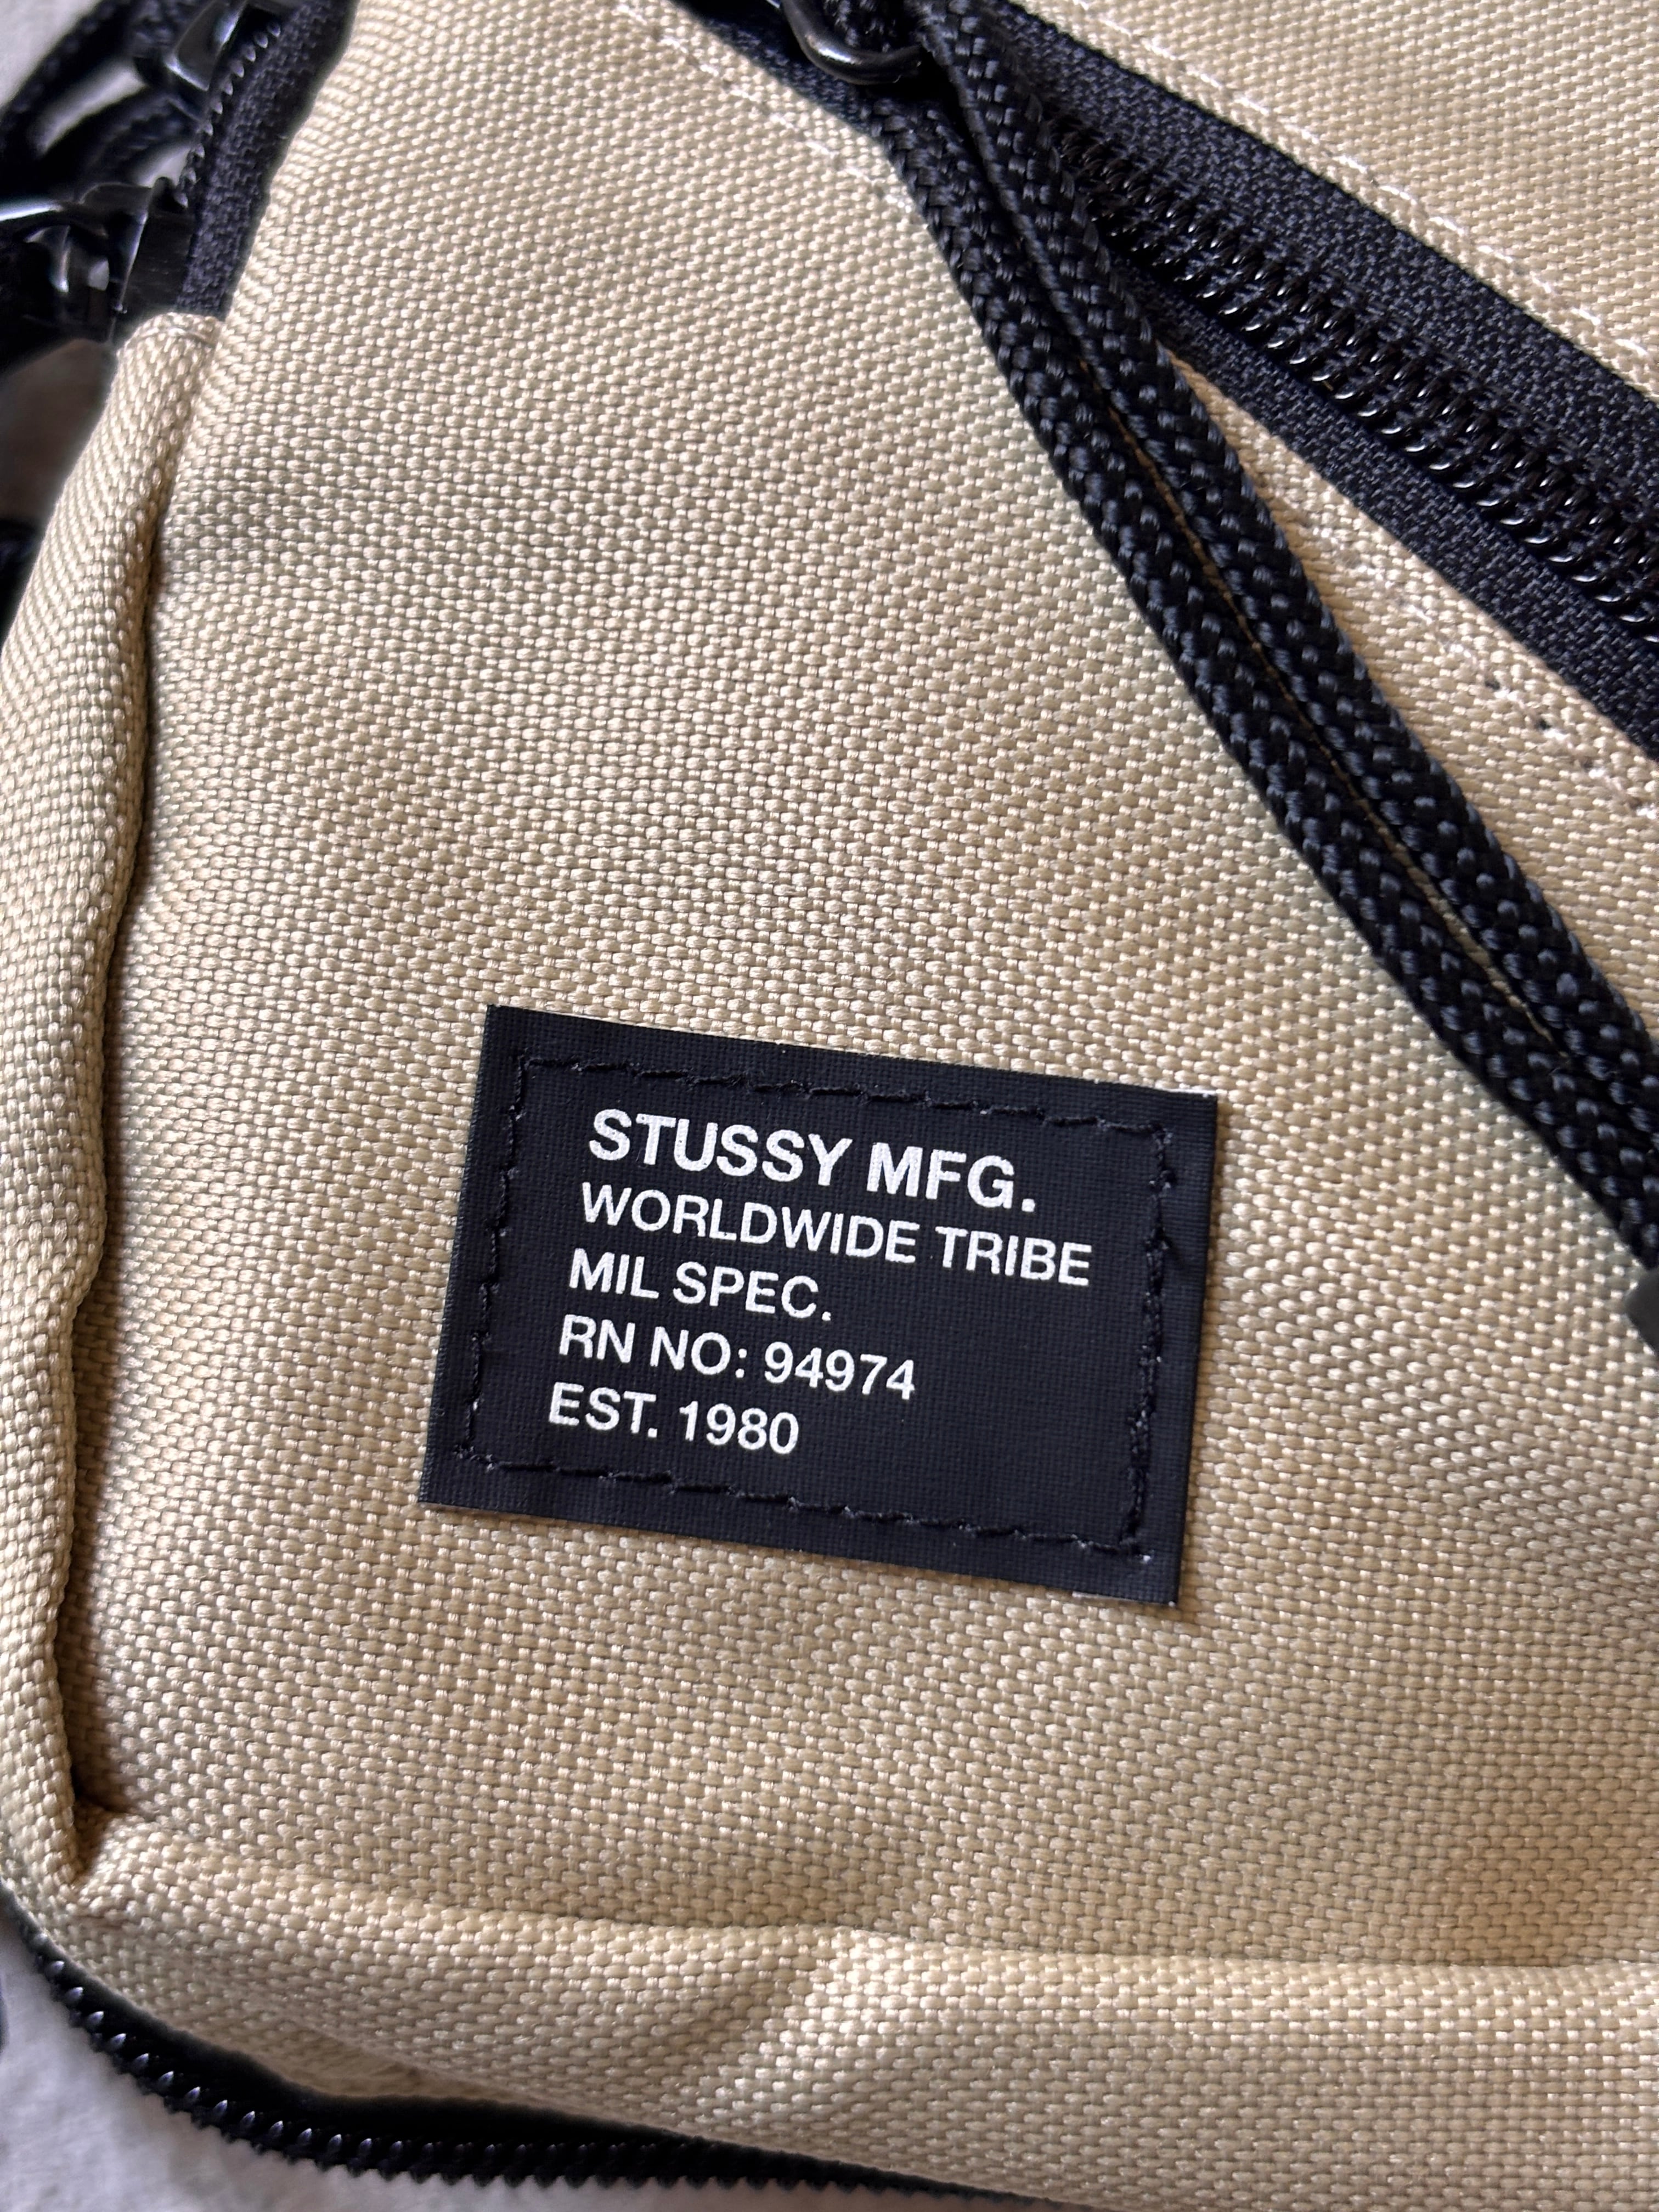 STUSSY MFG.
WORLDWIDE TRIBE
MIL SPEC.
RN NO: 94974
EST. 1980